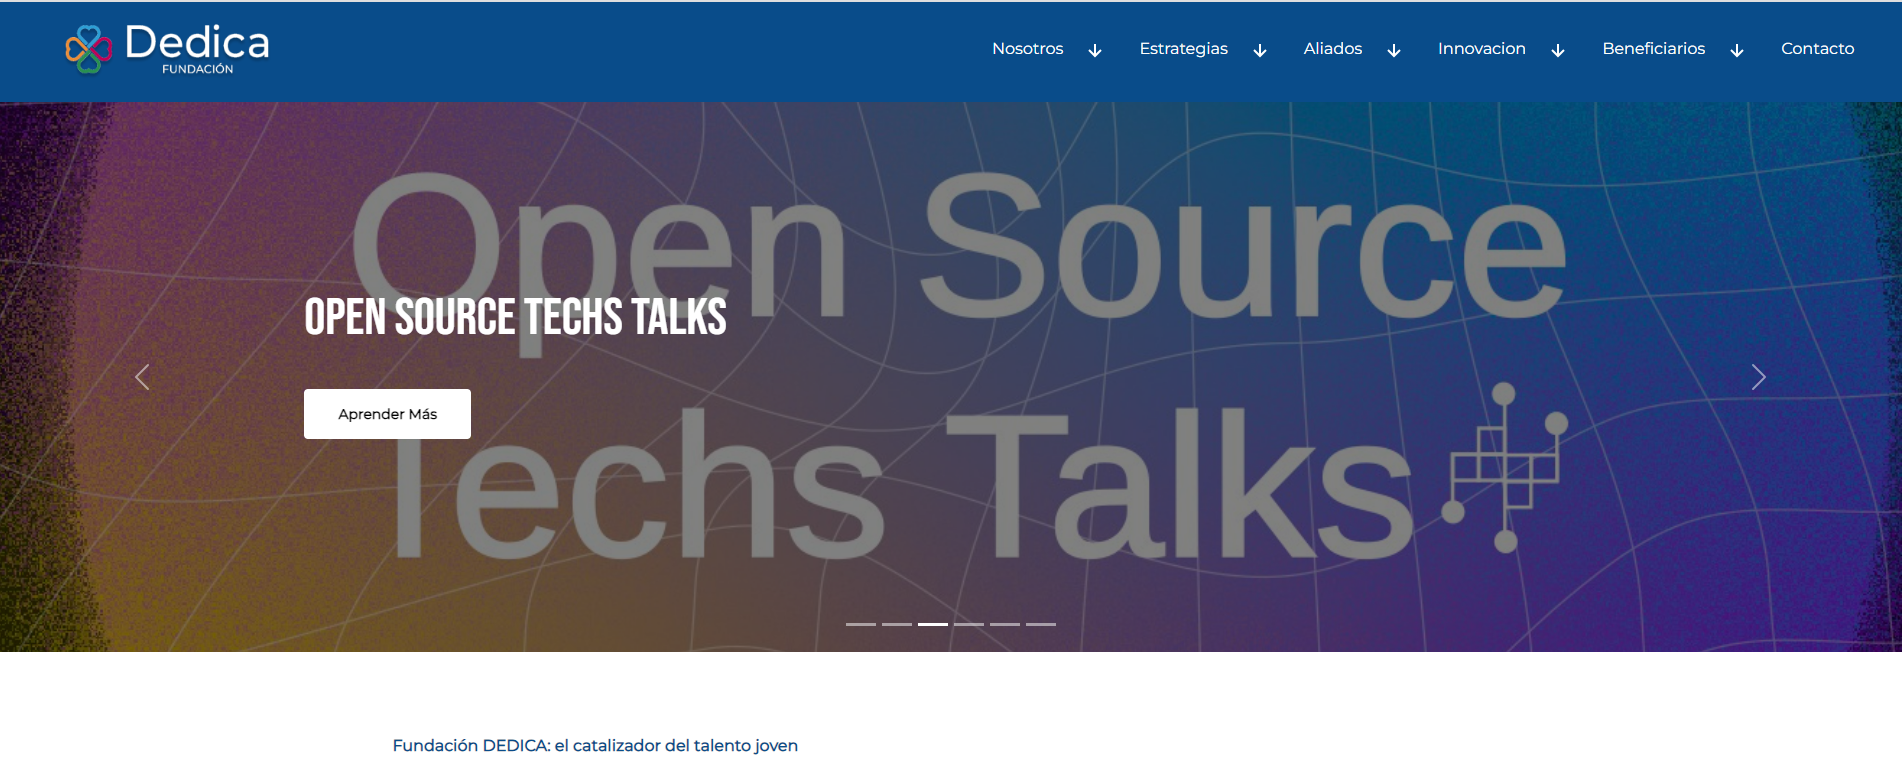 Dedica
FUNDACIÓN
Nosotros Estrategias Aliados Innovacion Beneficiarios Contacto
Open Source
Techs Talks
OPEN SOURCE TECHS TALKS
Aprender Más
Fundación DEDICA: el catalizador del talento joven